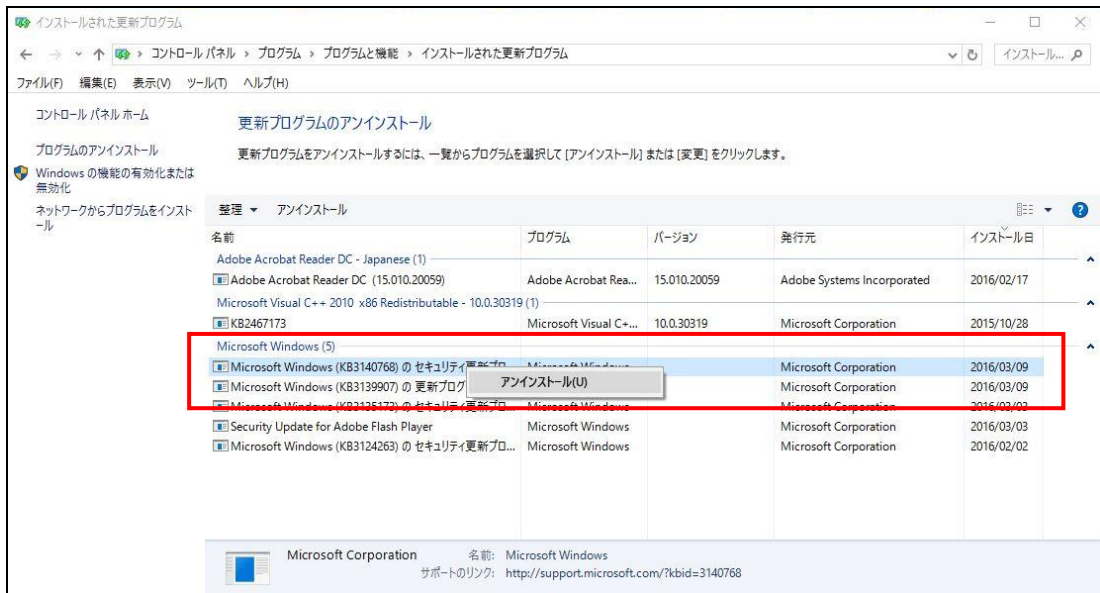 インストールされた更新プログラム
コントロール パネル › プログラム › プログラムと機能 › インストールされた更新プログラム
インストール...
ファイル(F) 編集(E) 表示(V) ツール(T) ヘルプ(H)
コントロール パネル ホーム
プログラムのアンインストール
Windows の機能の有効化または
無効化
ネットワークからプログラムをインスト
ール
更新プログラムのアンインストール
更新プログラムをアンインストールするには、一覧からプログラムを選択して [アンインストール] または [変更] をクリックします。
整理 アンインストール
名前 プログラム バージョン 発行元 インストール日
Adobe Acrobat Reader DC - Japanese (1)
Adobe Acrobat Reader DC (15.010.20059) Adobe Acrobat Rea... 15.010.20059 Adobe Systems Incorporated 2016/02/17
Microsoft Visual C++ 2010 x86 Redistributable - 10.0.30319 (1)
KB2467173 Microsoft Visual C+... 10.0.30319 Microsoft Corporation 2015/10/28
Microsoft Windows (5)
Microsoft Windows (KB3140768) の セキュリティ更新プロ... Microsoft Windows Microsoft Corporation 2016/03/09
Microsoft Windows (KB3139907) の 更新プログ Microsoft Corporation 2016/03/09
アンインストール(U)
Microsoft Windows (KB3135173) の セキュリティ更新プロ... Microsoft Windows Microsoft Corporation 2016/03/03
Security Update for Adobe Flash Player Microsoft Windows Microsoft Corporation 2016/03/03
Microsoft Windows (KB3124263) の セキュリティ更新プロ... Microsoft Windows Microsoft Corporation 2016/02/02
Microsoft Corporation 名前: Microsoft Windows
サポートのリンク: http://support.microsoft.com/?kbid=3140768